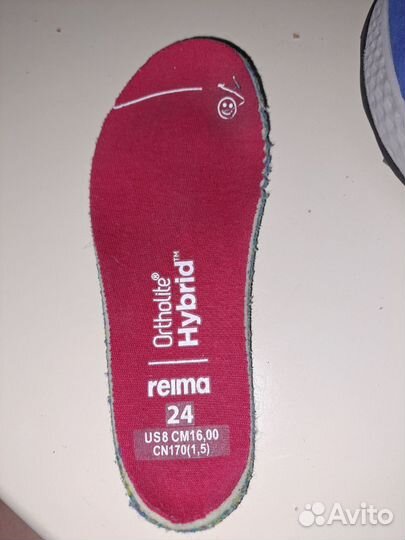 Ortholite®
Hybrid™
reima
24
US8 CM16,00
CN170(1,5)
Avito